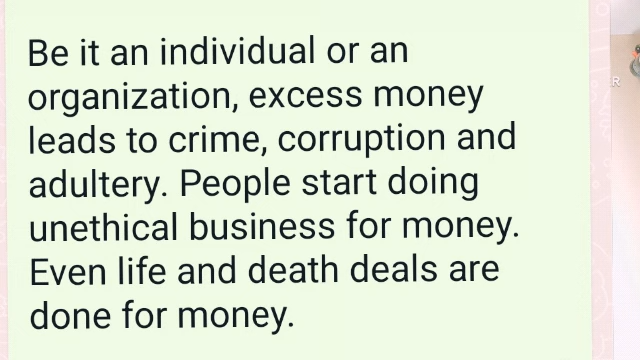 Be it an individual or an
organization, excess money
leads to crime, corruption and
adultery. People start doing
unethical business for money.
Even life and death deals are
done for money.
R